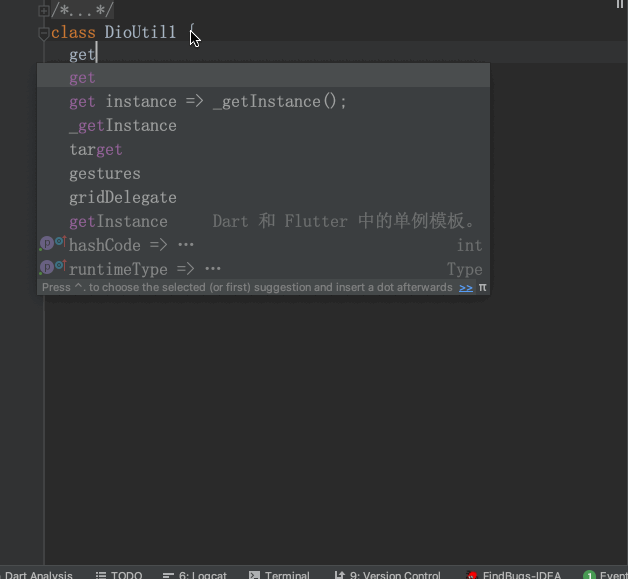 /*...*/
class DioUtil1 {
get
get
get instance => _getInstance();
_getInstance
target
gestures
gridDelegate
getInstance Dart 和 Flutter 中的单例模板。
p hashCode => ... int
p runtimeType => ... Type
Press ^. to choose the selected (or first) suggestion and insert a dot afterwards >> π
Dart Analysis TODO 6: Logcat Terminal 9: Version Control FindBugs-IDEA 1 Event